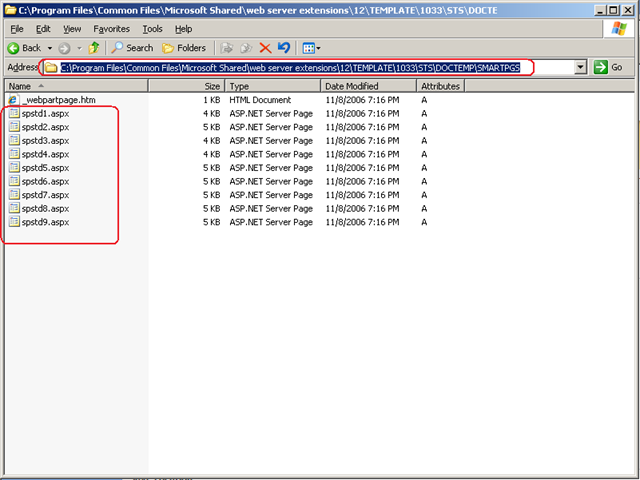 C:\Program Files\Common Files\Microsoft Shared\web server extensions\12\TEMPLATE\1033\STS\DOCTE
File Edit View Favorites Tools Help
Back Search Folders
Address C:\Program Files\Common Files\Microsoft Shared\web server extensions\12\TEMPLATE\1033\STS\DOCTEMP\SMARTPGS Go
Name Size Type Date Modified Attributes
_webpartpage.htm 1 KB HTML Document 11/8/2006 7:16 PM A
spstd1.aspx 4 KB ASP.NET Server Page 11/8/2006 7:16 PM A
spstd2.aspx 5 KB ASP.NET Server Page 11/8/2006 7:16 PM A
spstd3.aspx 4 KB ASP.NET Server Page 11/8/2006 7:16 PM A
spstd4.aspx 4 KB ASP.NET Server Page 11/8/2006 7:16 PM A
spstd5.aspx 5 KB ASP.NET Server Page 11/8/2006 7:16 PM A
spstd6.aspx 5 KB ASP.NET Server Page 11/8/2006 7:16 PM A
spstd7.aspx 5 KB ASP.NET Server Page 11/8/2006 7:16 PM A
spstd8.aspx 5 KB ASP.NET Server Page 11/8/2006 7:16 PM A
spstd9.aspx 5 KB ASP.NET Server Page 11/8/2006 7:16 PM A